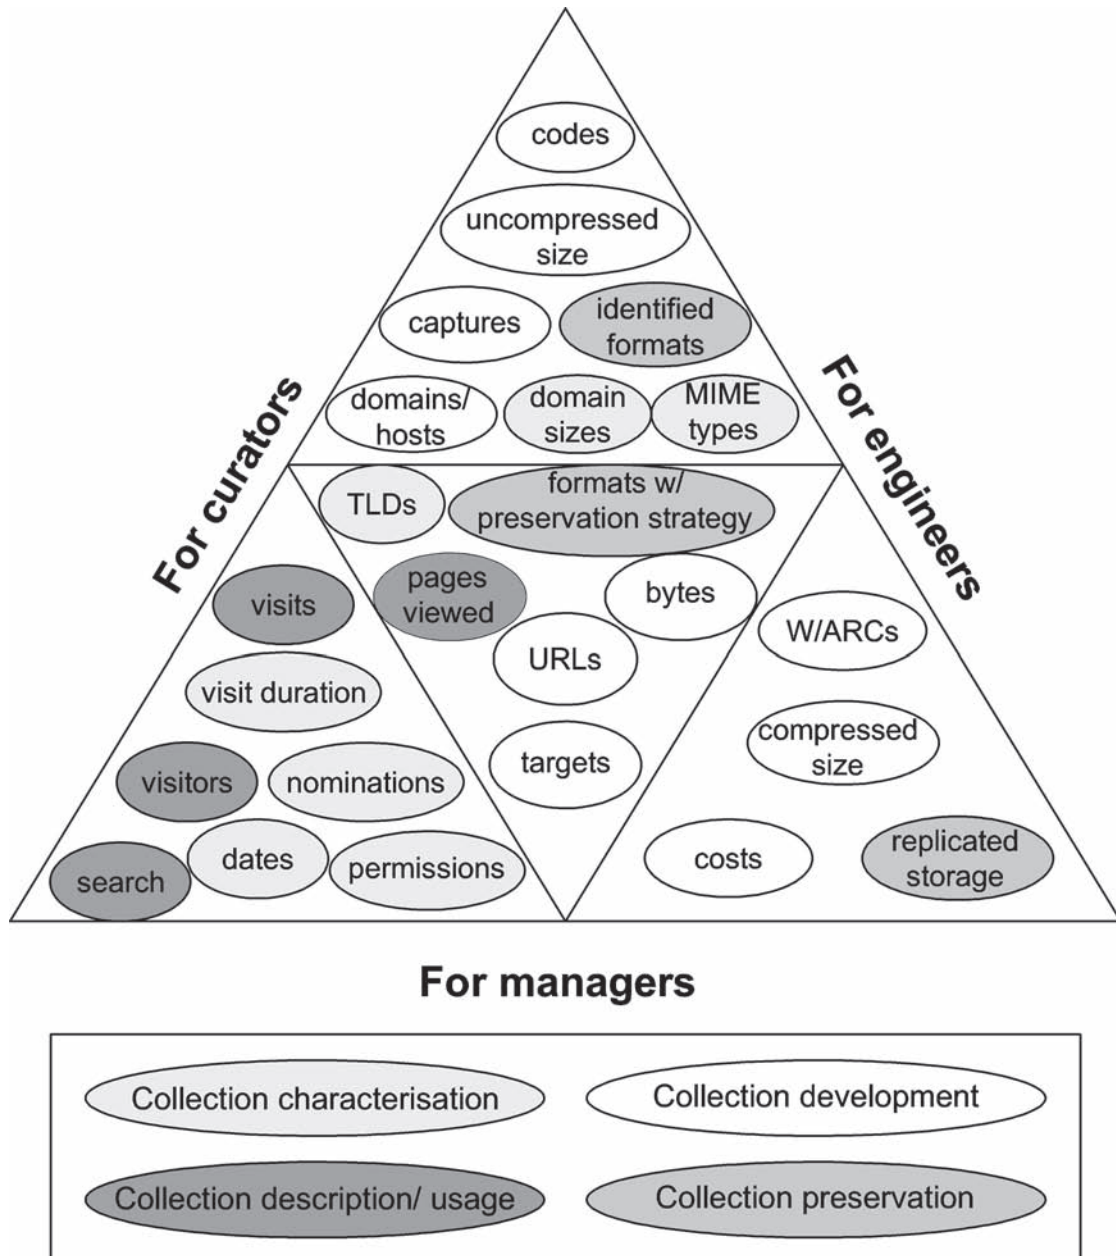 codes
uncompressed
size
captures
identified
formats
domains/
hosts
domain
sizes
MIME
types
For curators
For engineers
TLDs
formats w/
preservation strategy
pages
viewed
bytes
URLs
targets
visits
visit duration
visitors
nominations
search
dates
permissions
W/ARCs
compressed
size
costs
replicated
storage
For managers
Collection characterisation
Collection development
Collection description/ usage
Collection preservation